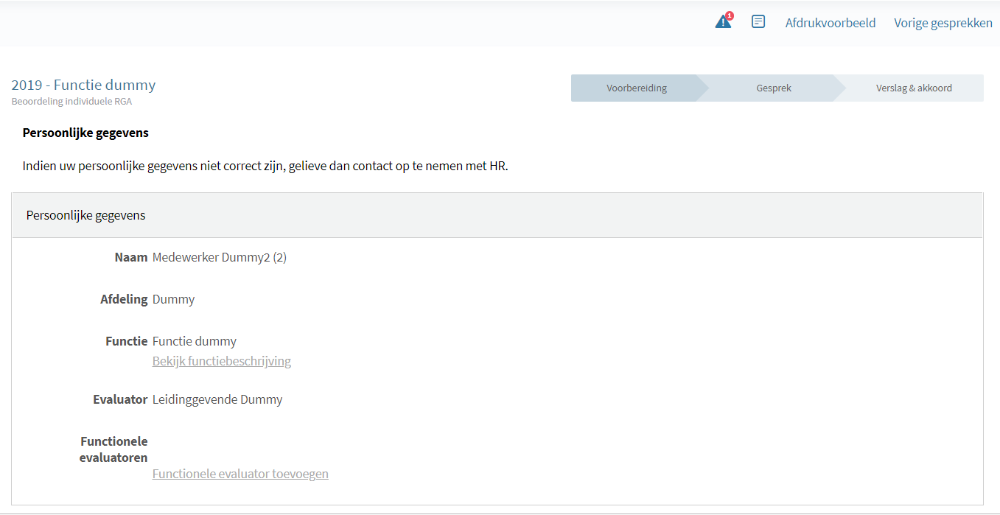 1
Afdrukvoorbeeld Vorige gesprekken
2019 - Functie dummy
Beoordeling individuele RGA
Voorbereiding Gesprek Verslag & akkoord
Persoonlijke gegevens
Indien uw persoonlijke gegevens niet correct zijn, gelieve dan contact op te nemen met HR.
Persoonlijke gegevens
Naam Medewerker Dummy2 (2)
Afdeling Dummy
Functie Functie dummy
Bekijk functiebeschrijving
Evaluator Leidinggevende Dummy
Functionele
evaluatoren
Functionele evaluator toevoegen